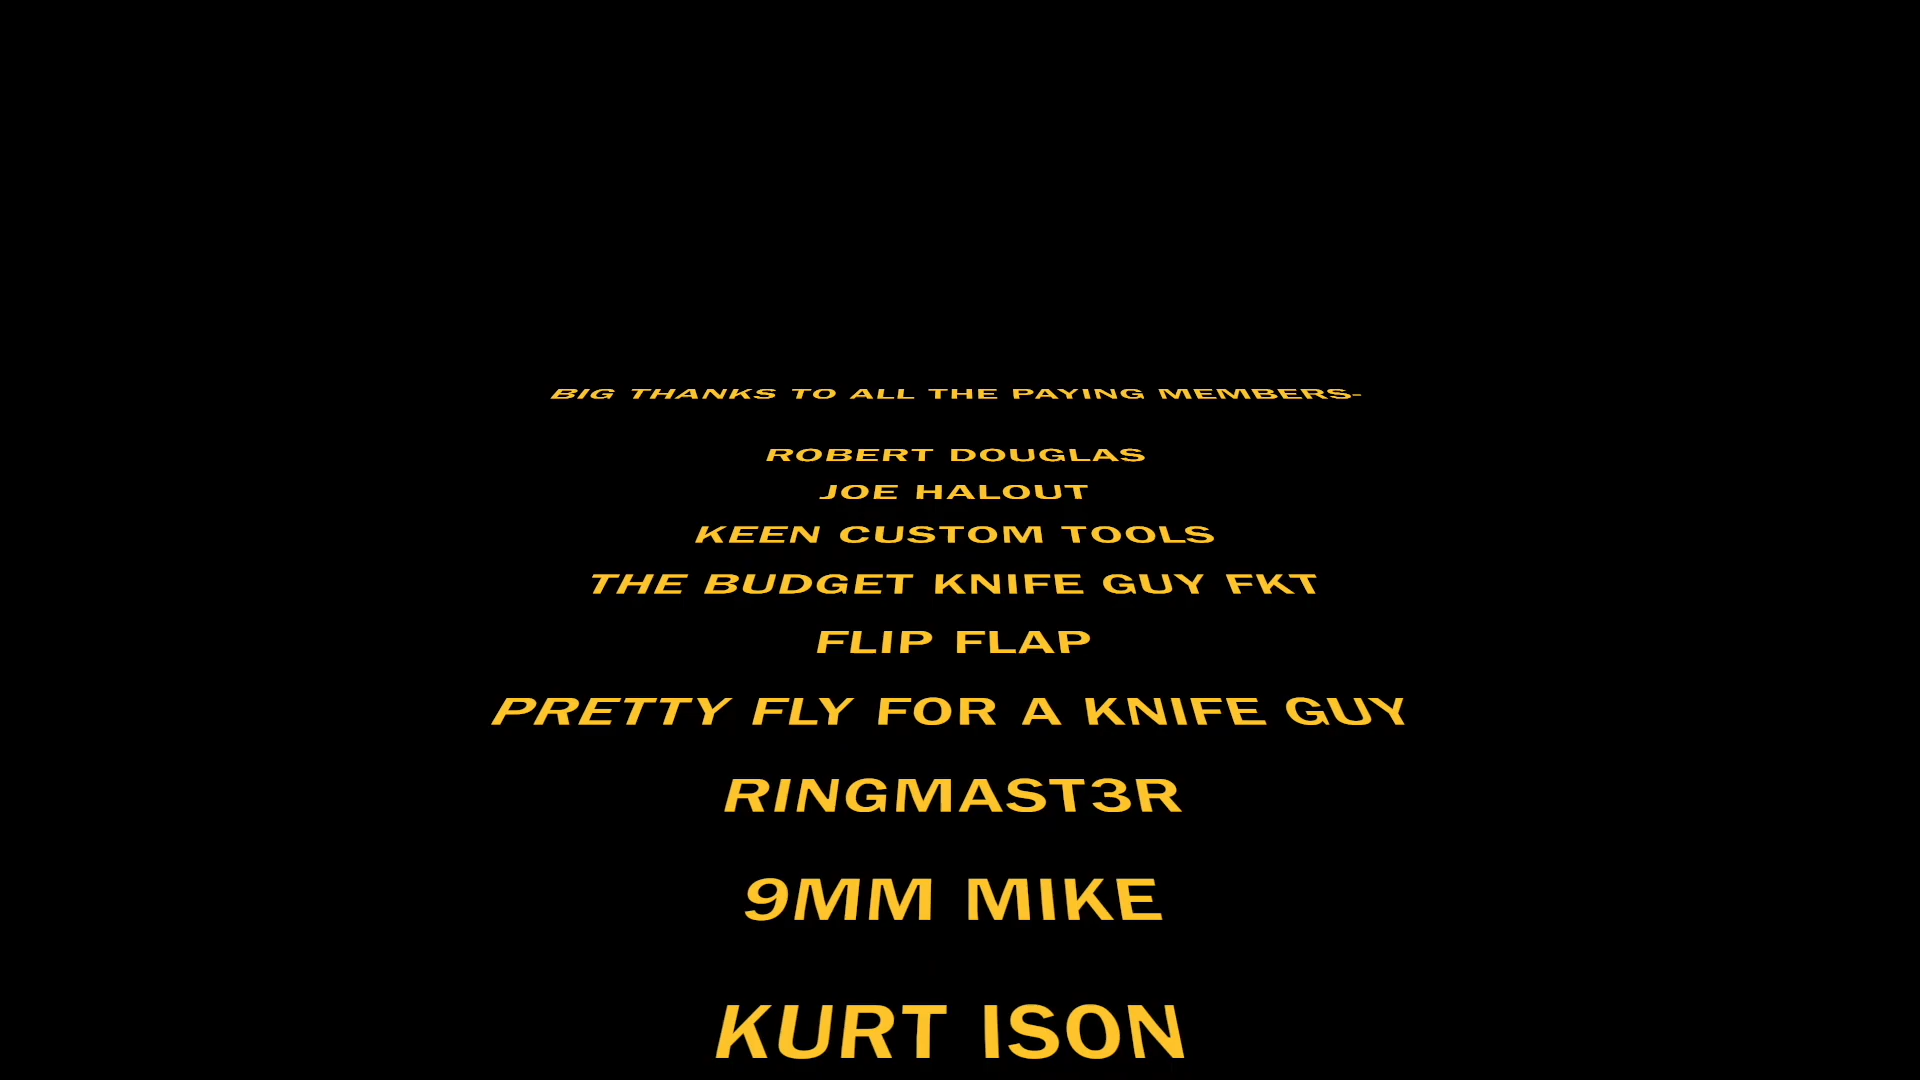 BIG THANKS TO ALL THE PAYING MEMBERS-
ROBERT DOUGLAS
JOE HALOUT
KEEN CUSTOM TOOLS
THE BUDGET KNIFE GUY FKT
FLIP FLAP
PRETTY FLY FOR A KNIFE GUY
RINGMAST3R
9MM MIKE
KURT ISON